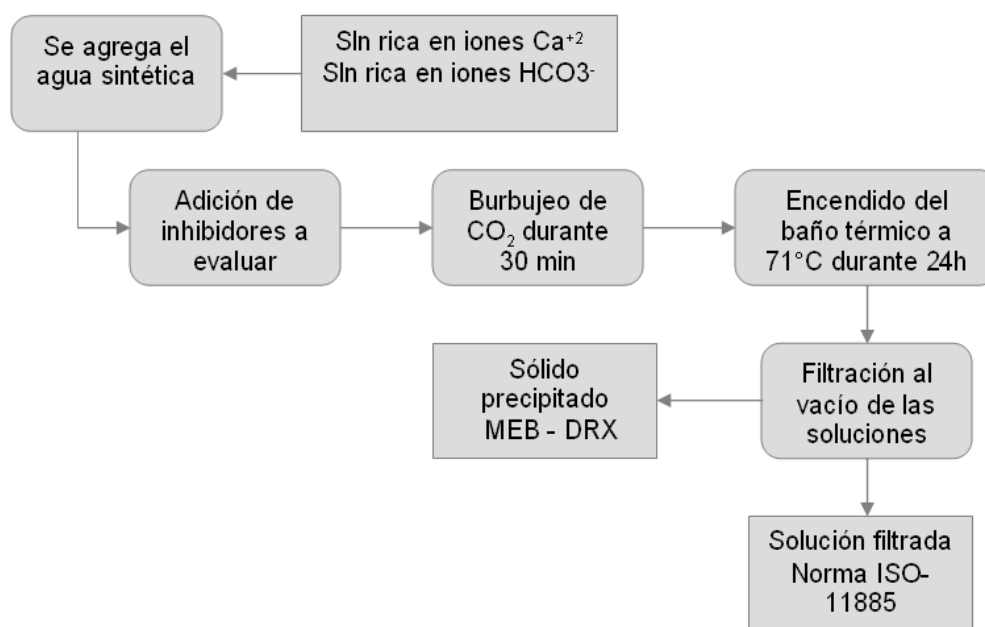 Se agrega el
agua sintética
Sln rica en iones Ca⁺²
Sln rica en iones HCO3⁻
Adición de
inhibidores a
evaluar
Burbujeo de
CO₂ durante
30 min
Encendido del
baño térmico a
71°C durante 24h
Sólido
precipitado
MEB - DRX
Filtración al
vacío de las
soluciones
Solución filtrada
Norma ISO-
11885